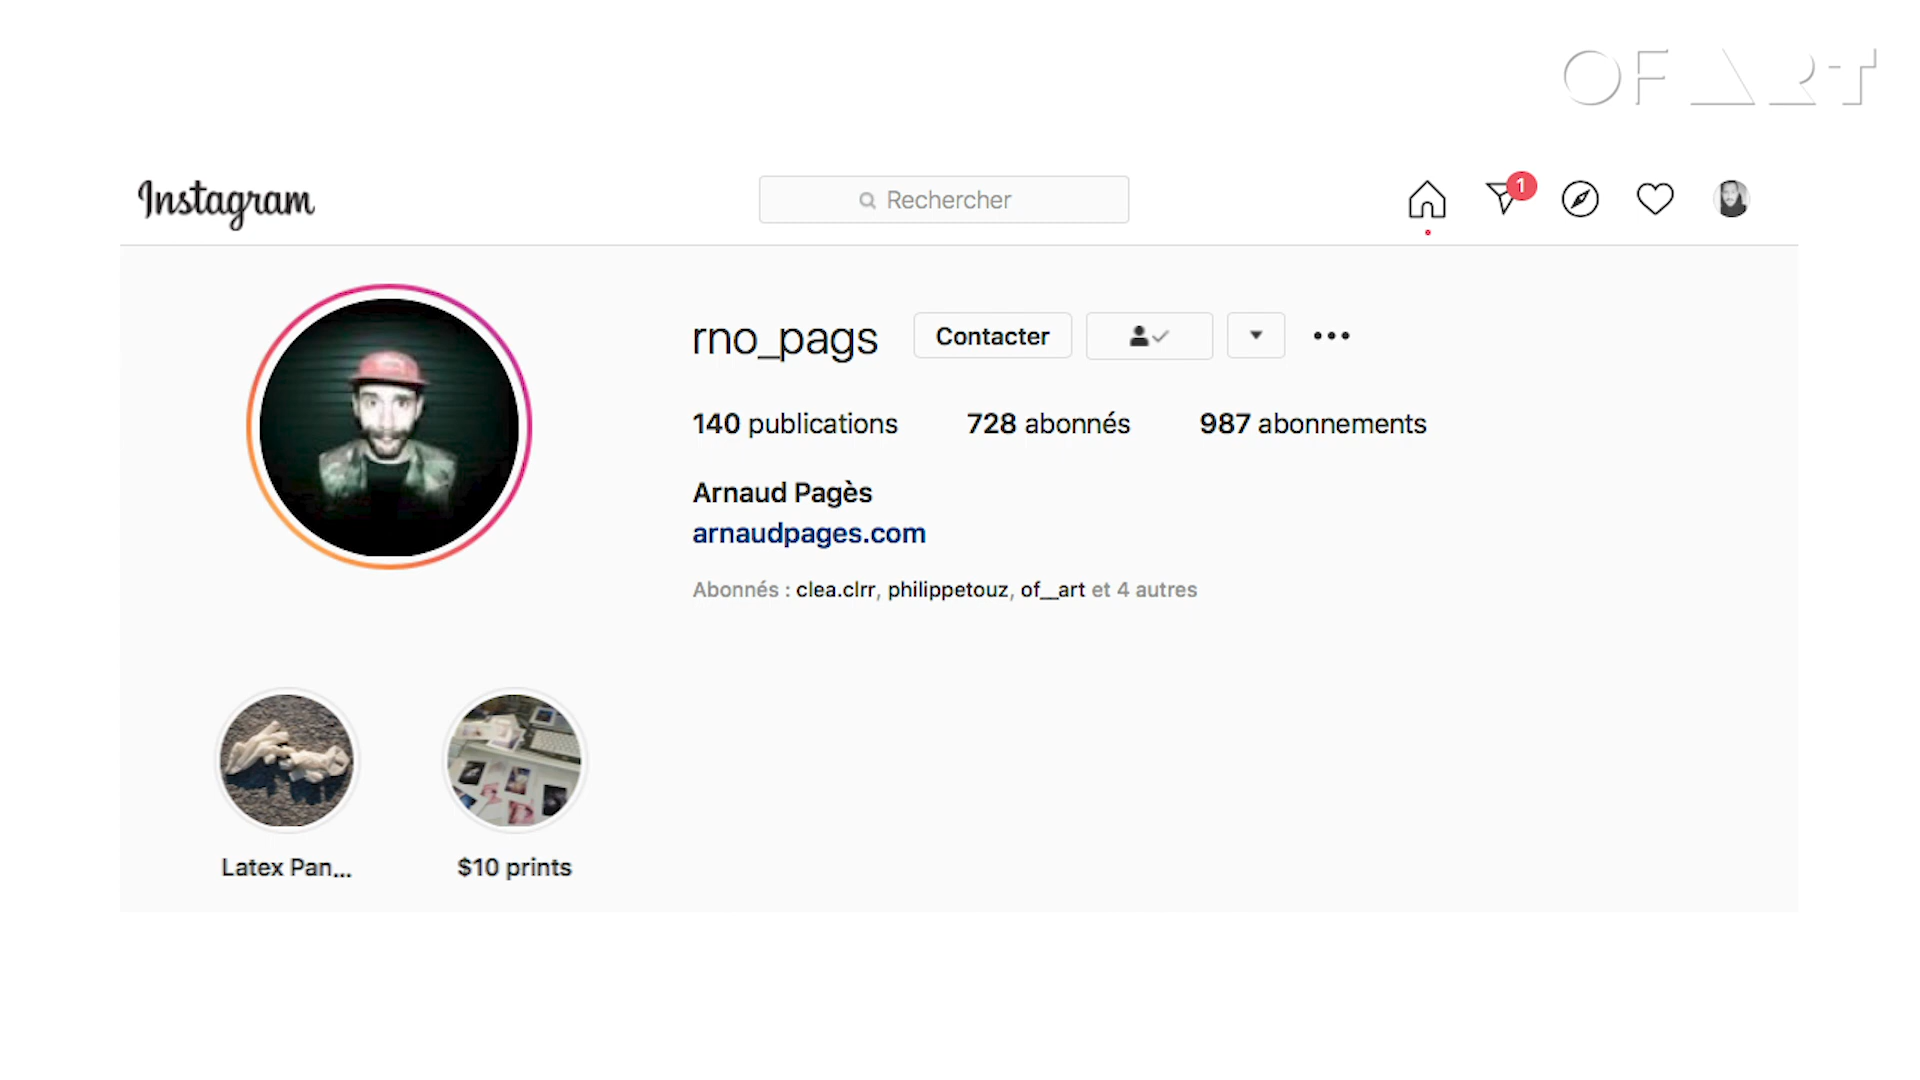 OF ART
Instagram
Rechercher
1
rno_pags
Contacter
140 publications
728 abonnés
987 abonnements
Arnaud Pagès
arnaudpages.com
Abonnés : clea.clrr, philippetouz, of__art et 4 autres
Latex Pan...
$10 prints